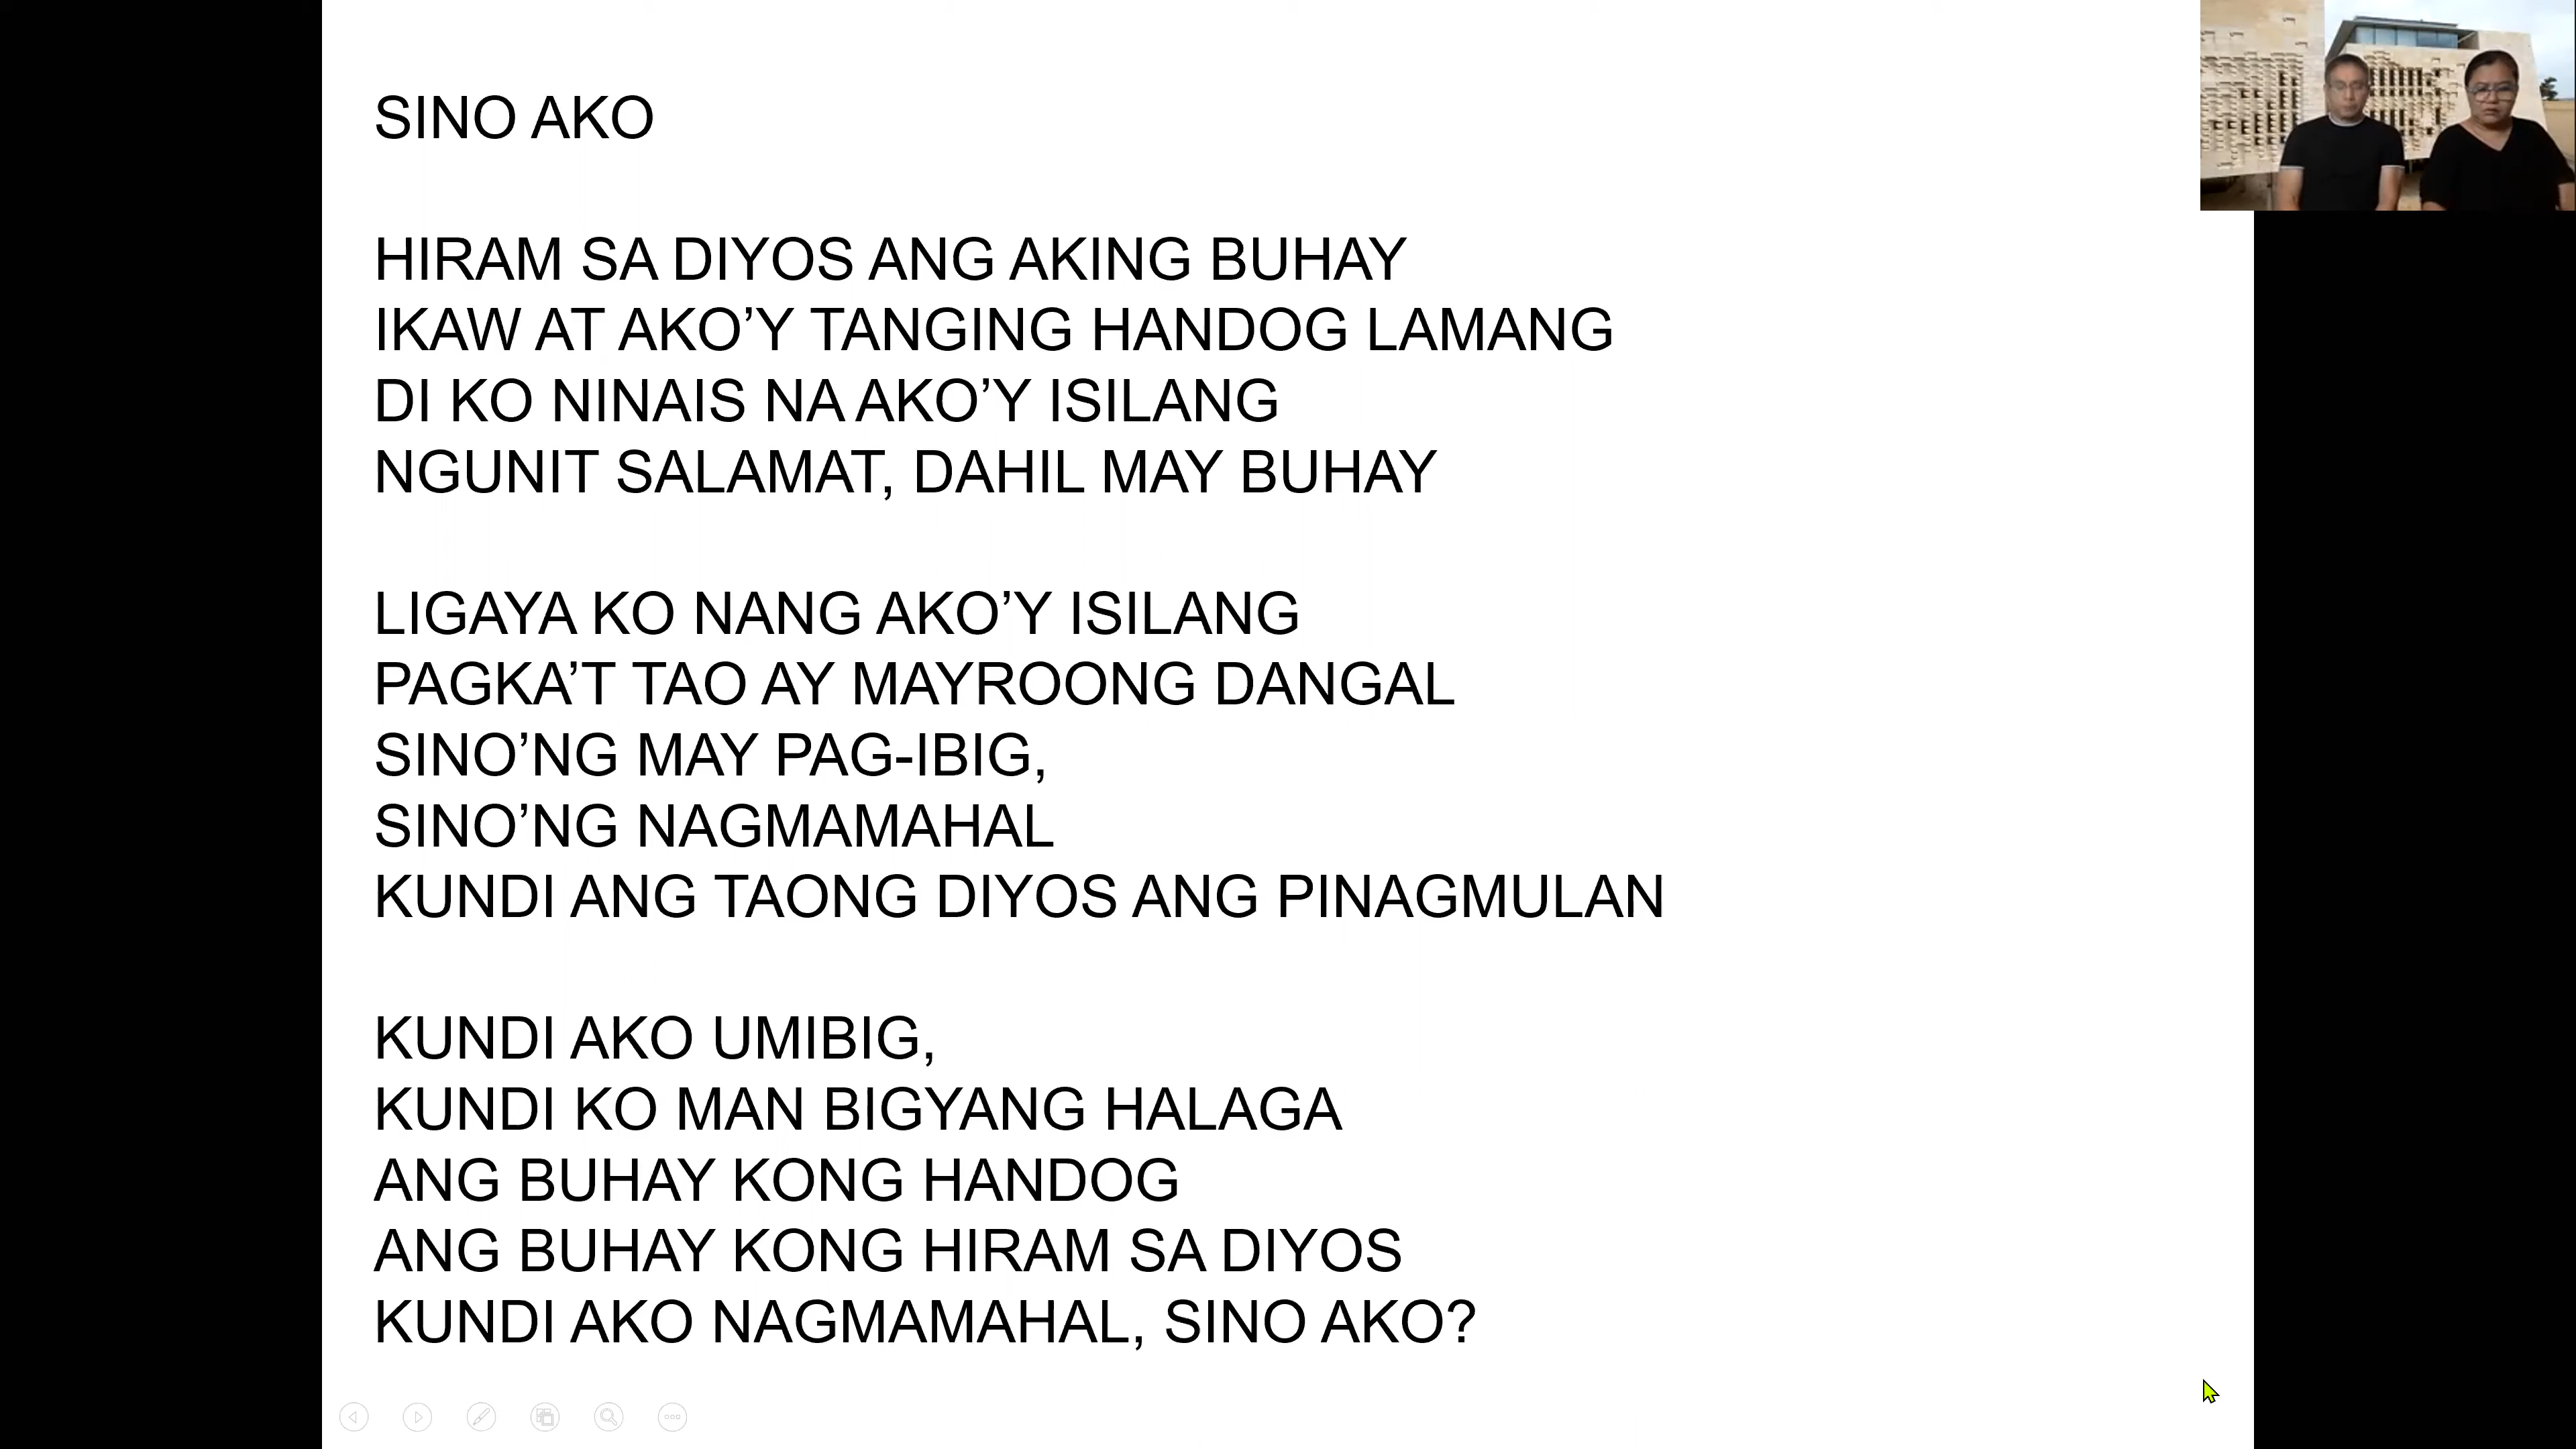 SINO AKO
HIRAM SA DIYOS ANG AKING BUHAY
IKAW AT AKO’Y TANGING HANDOG LAMANG
DI KO NINAIS NA AKO’Y ISILANG
NGUNIT SALAMAT, DAHIL MAY BUHAY
LIGAYA KO NANG AKO’Y ISILANG
PAGKA’T TAO AY MAYROONG DANGAL
SINO’NG MAY PAG-IBIG,
SINO’NG NAGMAMAHAL
KUNDI ANG TAONG DIYOS ANG PINAGMULAN
KUNDI AKO UMIBIG,
KUNDI KO MAN BIGYANG HALAGA
ANG BUHAY KONG HANDOG
ANG BUHAY KONG HIRAM SA DIYOS
KUNDI AKO NAGMAMAHAL, SINO AKO?